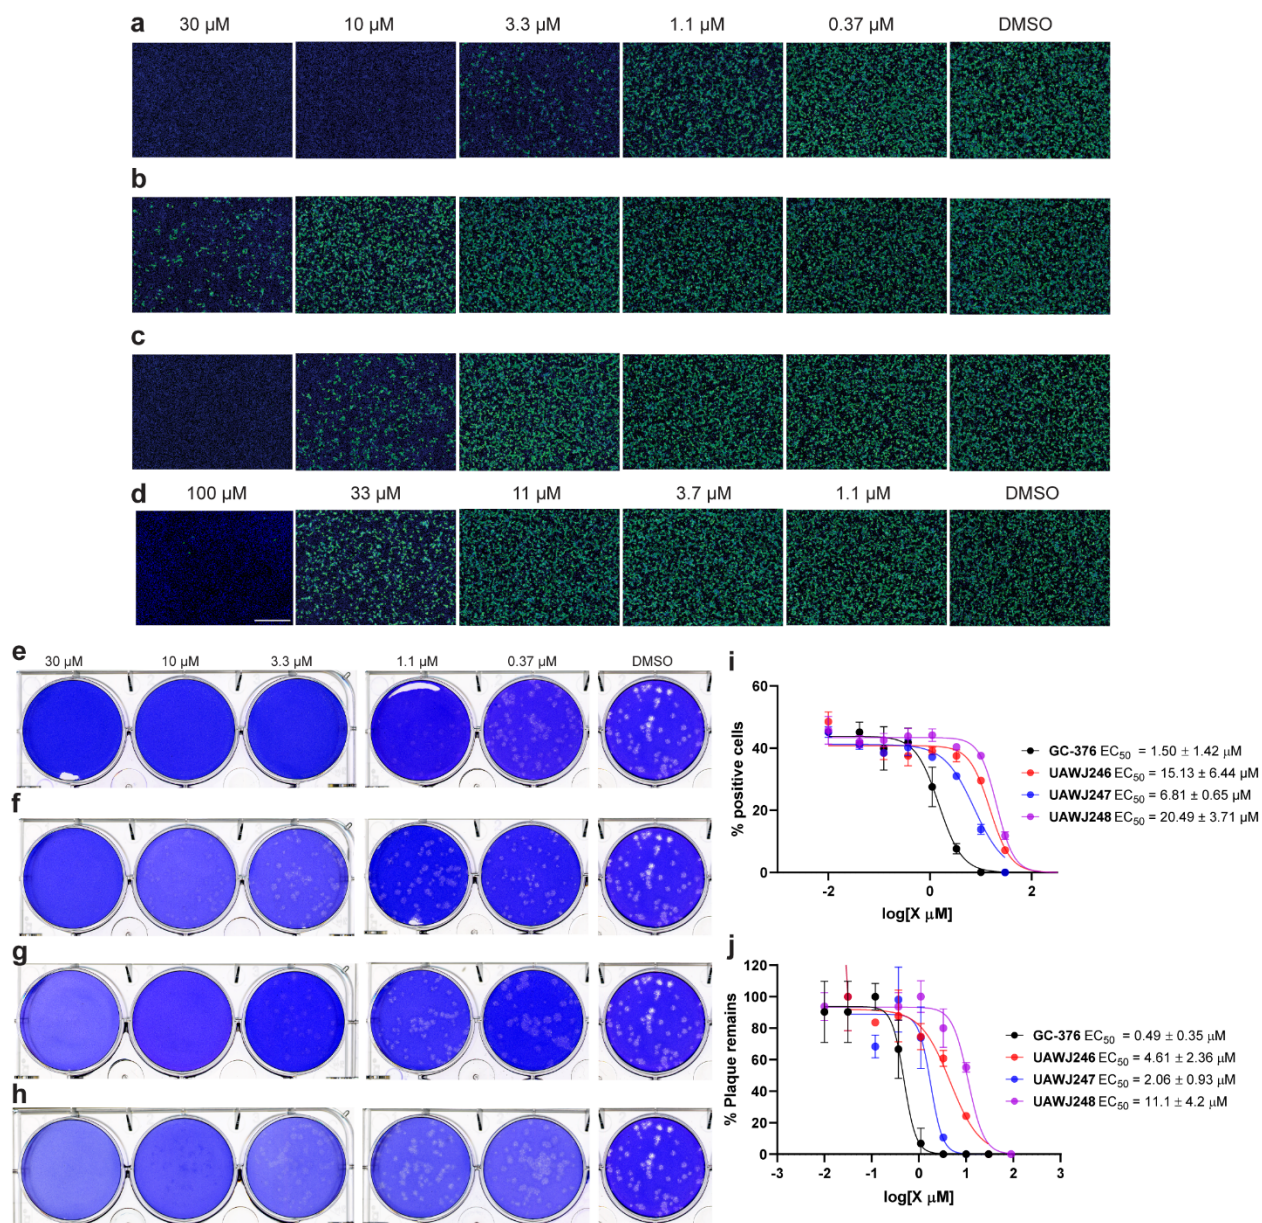 a
30 µM 10 µM 3.3 µM 1.1 µM 0.37 µM DMSO
b
c
d
100 µM 33 µM 11 µM 3.7 µM 1.1 µM DMSO
e
30 µM 10 µM 3.3 µM 1.1 µM 0.37 µM DMSO
f
g
h
i
60
40
20
0
% positive cells
-2 0 2
log[X µM]
GC-376 EC50 = 1.50 ± 1.42 µM
UAWJ246 EC50 = 15.13 ± 6.44 µM
UAWJ247 EC50 = 6.81 ± 0.65 µM
UAWJ248 EC50 = 20.49 ± 3.71 µM
j
120
100
80
60
40
20
0
% Plaque remains
-3 -2 -1 0 1 2 3
log[X µM]
GC-376 EC50 = 0.49 ± 0.35 µM
UAWJ246 EC50 = 4.61 ± 2.36 µM
UAWJ247 EC50 = 2.06 ± 0.93 µM
UAWJ248 EC50 = 11.1 ± 4.2 µM